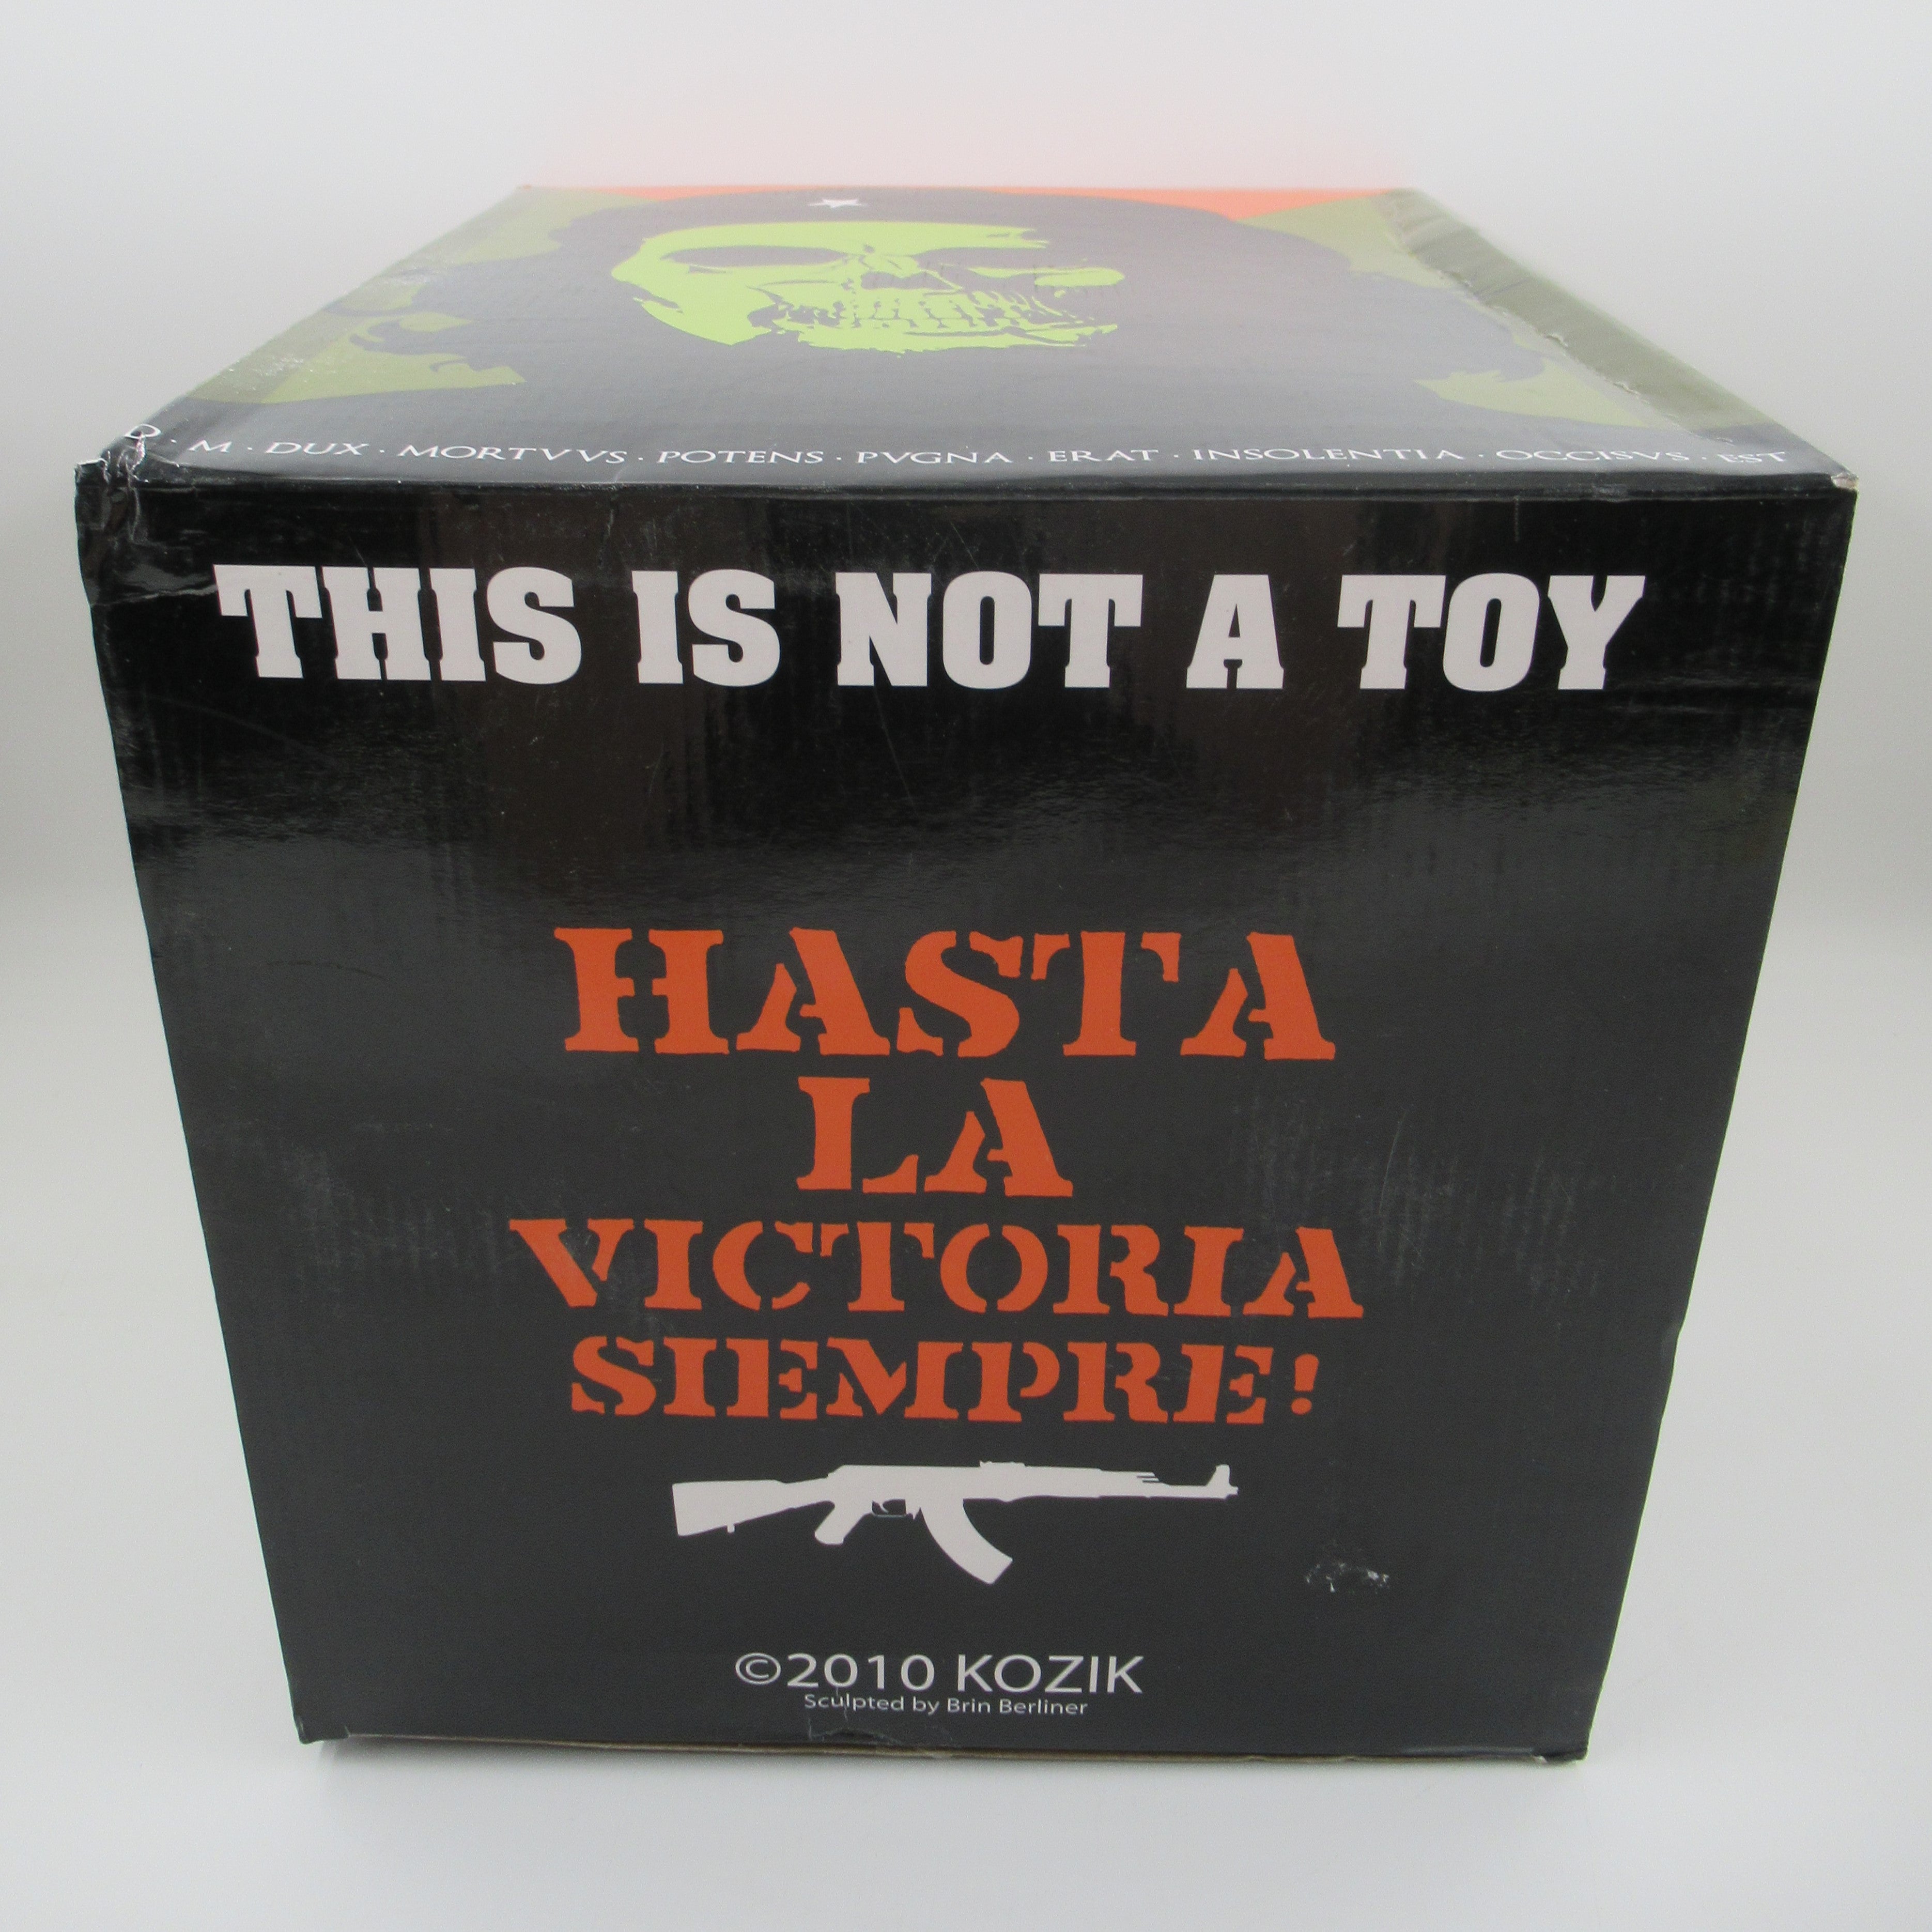 D · M · DUX · MORTVVS · POTENS · PVGNA · ERAT · INSOLENTIA · OCCISVS · EST
THIS IS NOT A TOY
HASTA
LA
VICTORIA
SIEMPRE!
©2010 KOZIK
Sculpted by Brin Berliner